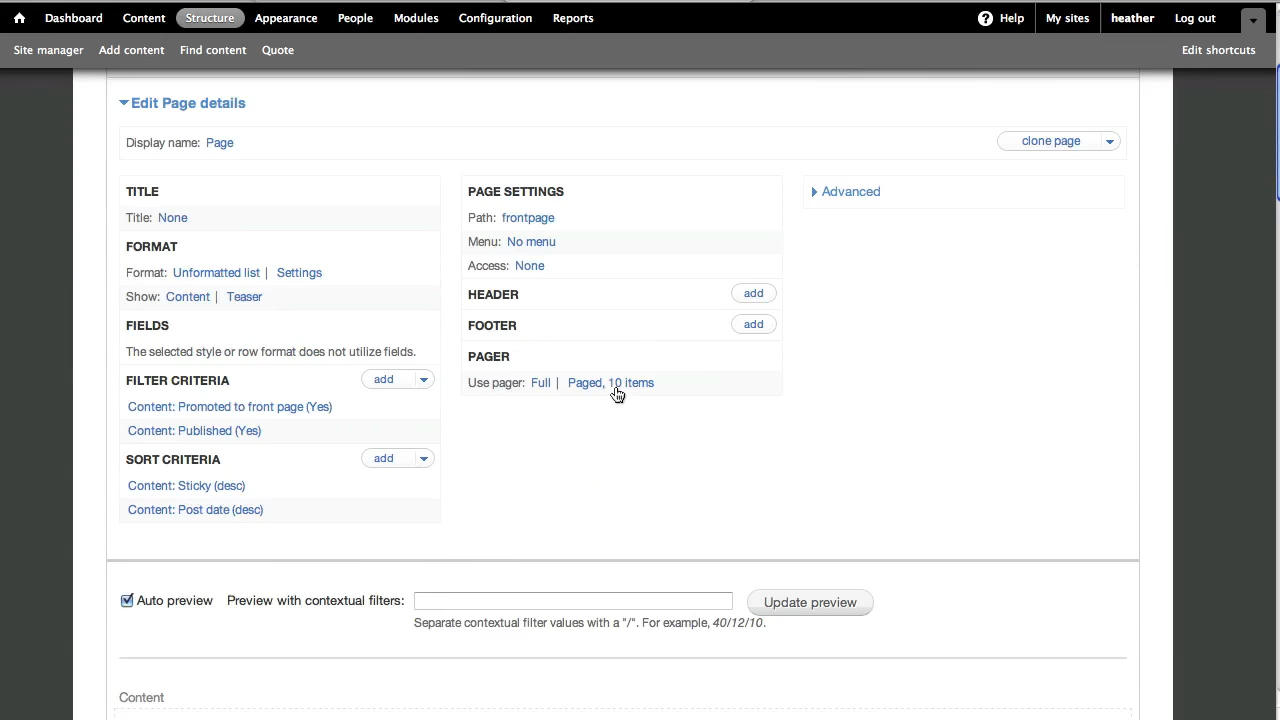 Dashboard Content Structure Appearance People Modules Configuration Reports ? Help My sites heather Log out
Site manager Add content Find content Quote Edit shortcuts
Edit Page details
Display name: Page clone page
TITLE
Title: None
FORMAT
Format: Unformatted list | Settings
Show: Content | Teaser
FIELDS
The selected style or row format does not utilize fields.
FILTER CRITERIA add
Content: Promoted to front page (Yes)
Content: Published (Yes)
SORT CRITERIA add
Content: Sticky (desc)
Content: Post date (desc)
PAGE SETTINGS
Path: frontpage
Menu: No menu
Access: None
HEADER add
FOOTER add
PAGER
Use pager: Full | Paged, 10 items
Advanced
Auto preview Preview with contextual filters: Update preview
Separate contextual filter values with a "/". For example, 40/12/10.
Content